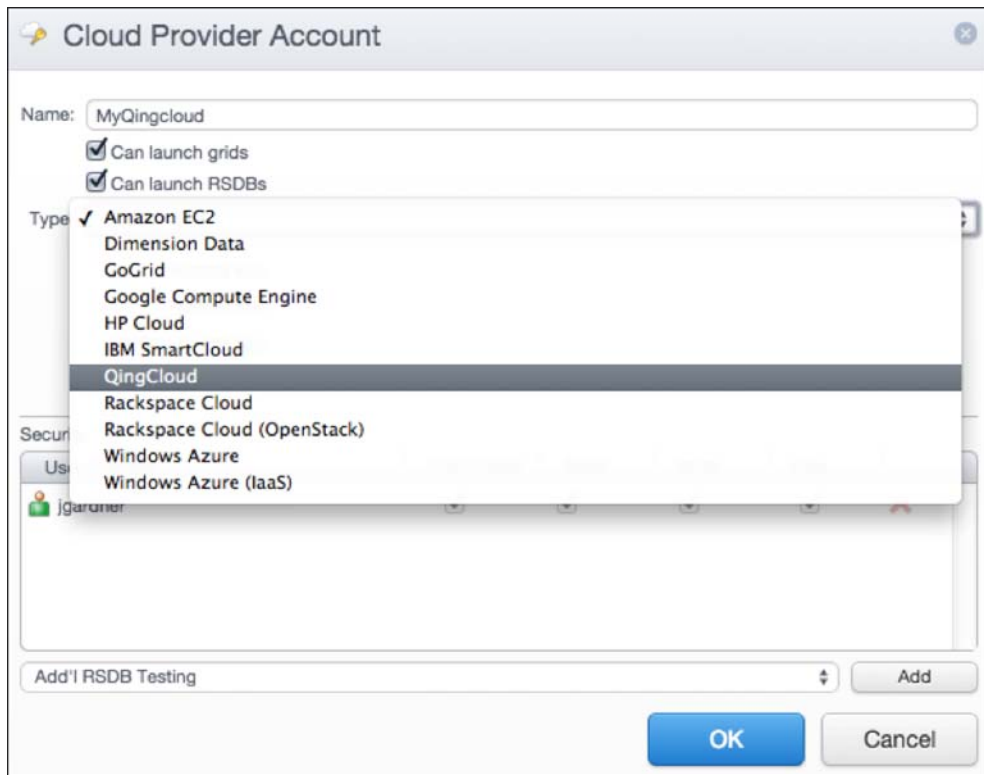 Cloud Provider Account
Name: MyQingcloud
Can launch grids
Can launch RSDBs
Type ✓ Amazon EC2
Dimension Data
GoGrid
Google Compute Engine
HP Cloud
IBM SmartCloud
QingCloud
Rackspace Cloud
Rackspace Cloud (OpenStack)
Windows Azure
Windows Azure (IaaS)
jgardner
Add'l RSDB Testing
Add
OK
Cancel